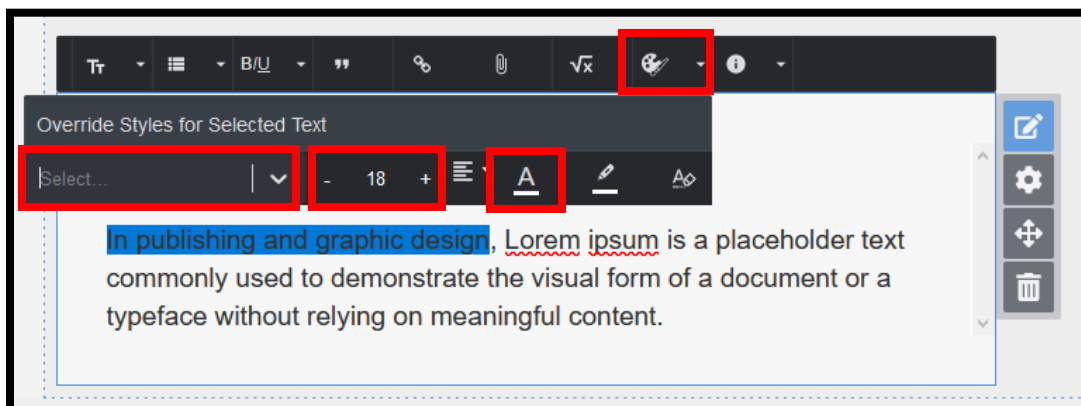 Tт B/U " √x
Override Styles for Selected Text
Select... - 18 + A A
In publishing and graphic design, Lorem ipsum is a placeholder text
commonly used to demonstrate the visual form of a document or a
typeface without relying on meaningful content.